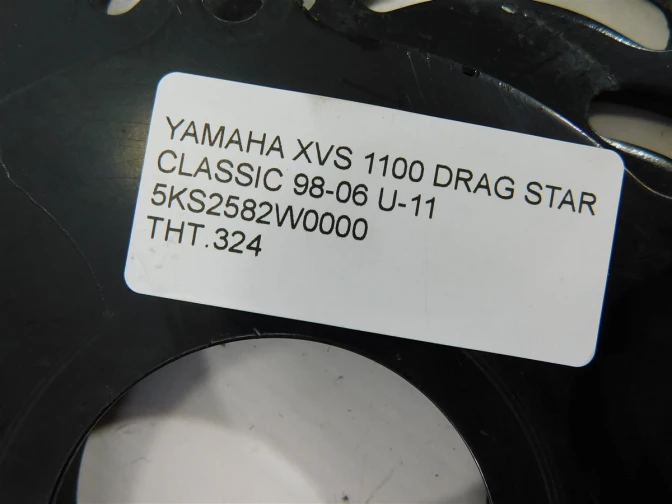 YAMAHA XVS 1100 DRAG STAR
CLASSIC 98-06 U-11
5KS2582W0000
THT.324